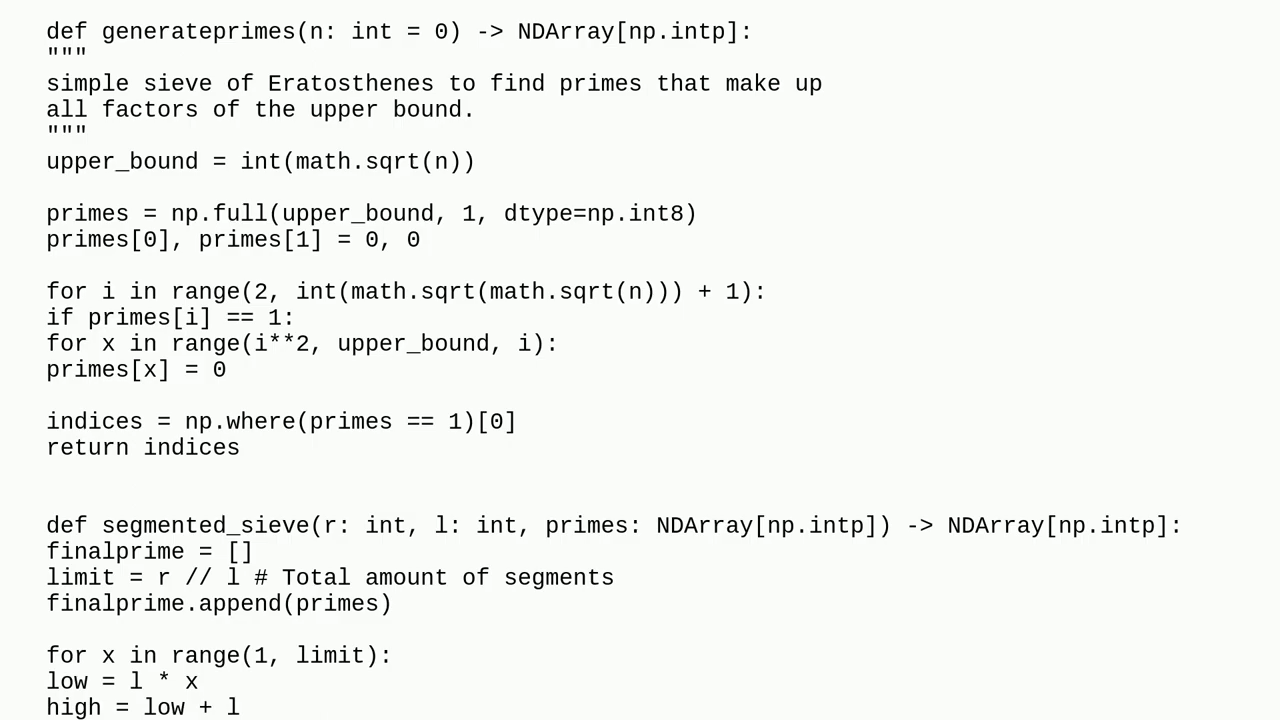 def generateprimes(n: int = 0) -> NDArray[np.intp]:
"""
simple sieve of Eratosthenes to find primes that make up
all factors of the upper bound.
"""
upper_bound = int(math.sqrt(n))
primes = np.full(upper_bound, 1, dtype=np.int8)
primes[0], primes[1] = 0, 0
for i in range(2, int(math.sqrt(math.sqrt(n))) + 1):
if primes[i] == 1:
for x in range(i**2, upper_bound, i):
primes[x] = 0
indices = np.where(primes == 1)[0]
return indices
def segmented_sieve(r: int, l: int, primes: NDArray[np.intp]) -> NDArray[np.intp]:
finalprime = []
limit = r // l # Total amount of segments
finalprime.append(primes)
for x in range(1, limit):
low = l * x
high = low + l